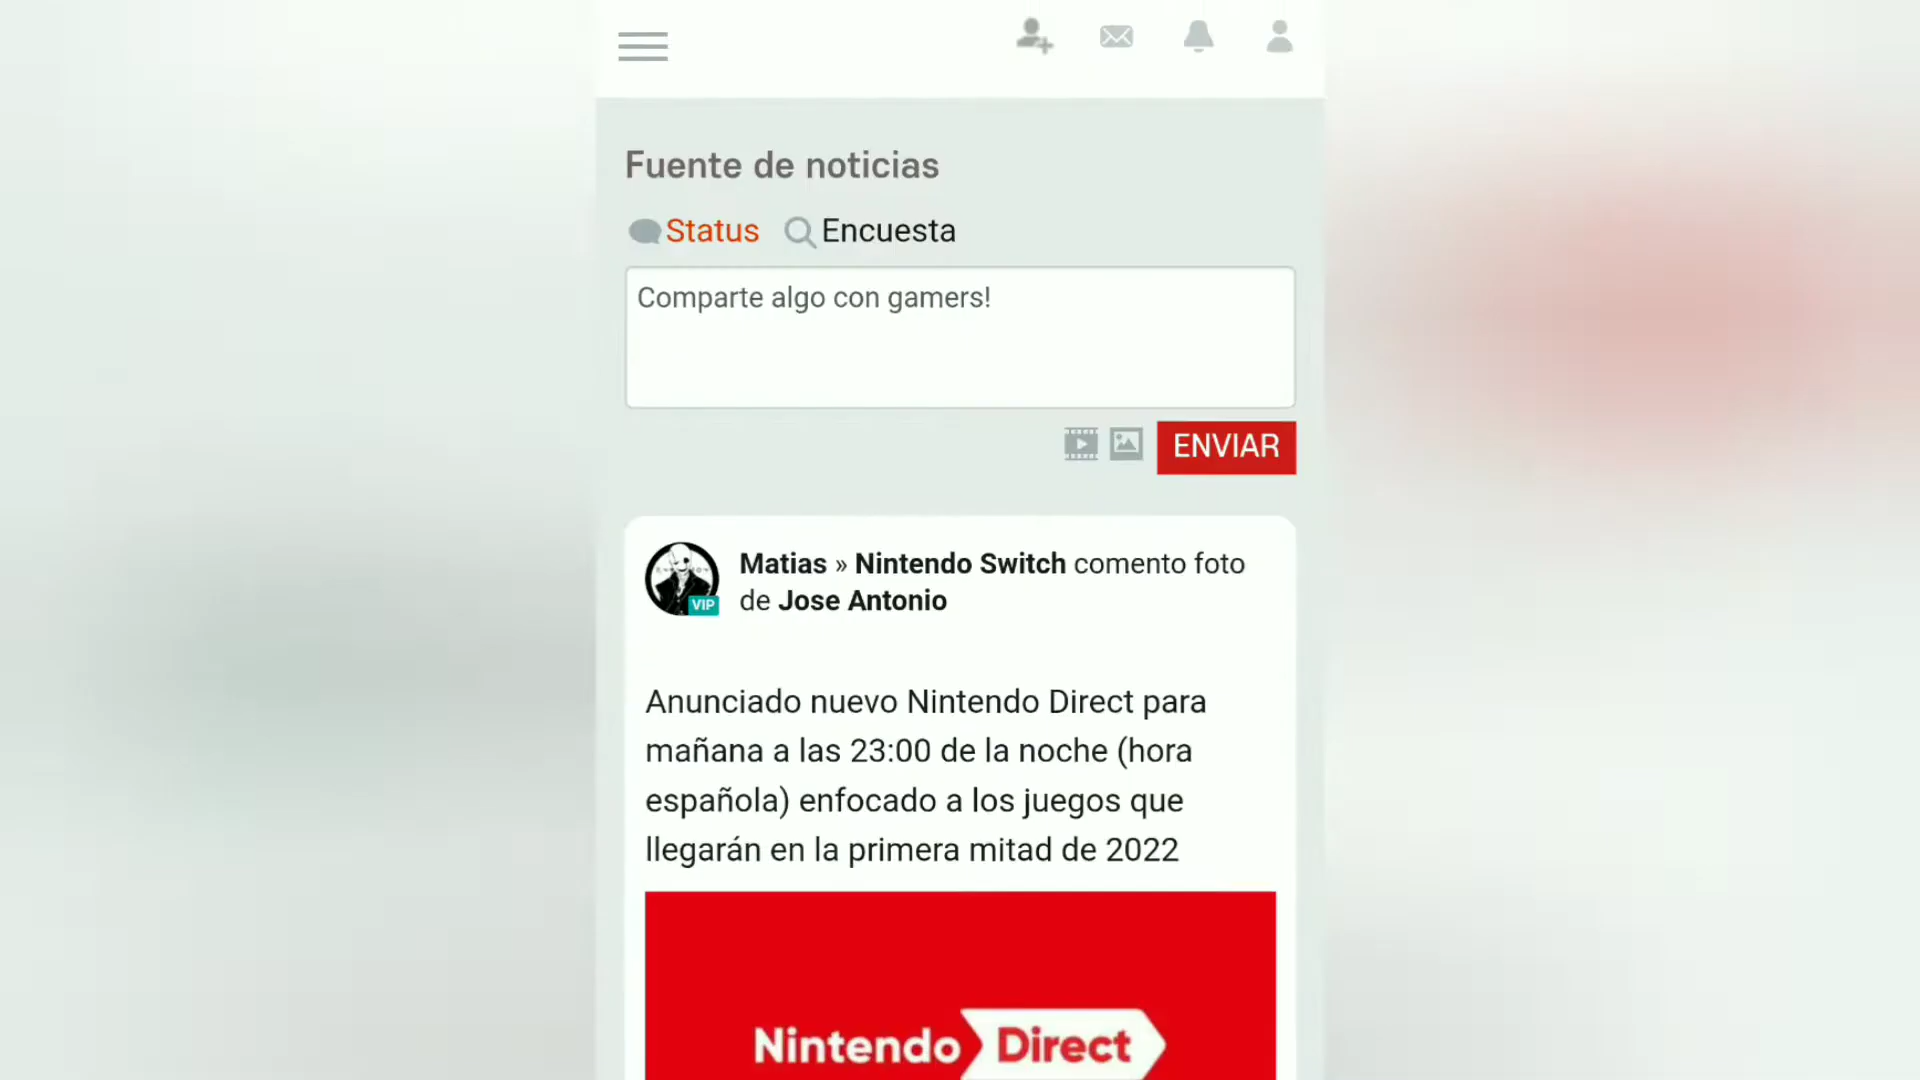 Fuente de noticias
Status Encuesta
Comparte algo con gamers!
ENVIAR
VIP
Matias » Nintendo Switch comento foto
de Jose Antonio
Anunciado nuevo Nintendo Direct para
mañana a las 23:00 de la noche (hora
española) enfocado a los juegos que
llegarán en la primera mitad de 2022
Nintendo Direct